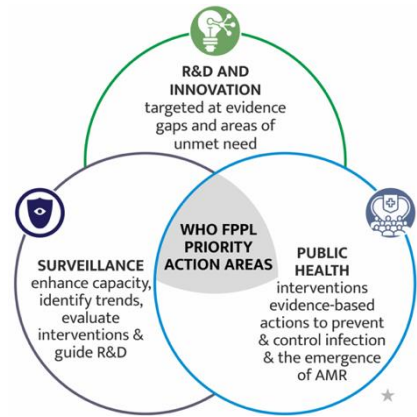 R&D AND
INNOVATION
targeted at evidence
gaps and areas of
unmet need
WHO FPPL
PRIORITY
ACTION AREAS
SURVEILLANCE
enhance capacity,
identify trends,
evaluate
interventions &
guide R&D
PUBLIC
HEALTH
interventions
evidence-based
actions to prevent
& control infection
& the emergence
of AMR